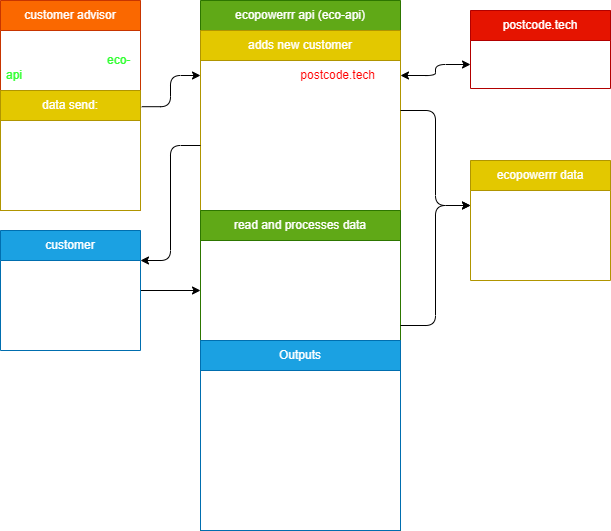 customer advisor
eco-
api
data send:
customer
ecopowerrr api (eco-api)
adds new customer
postcode.tech
read and processes data
Outputs
postcode.tech
ecopowerrr data